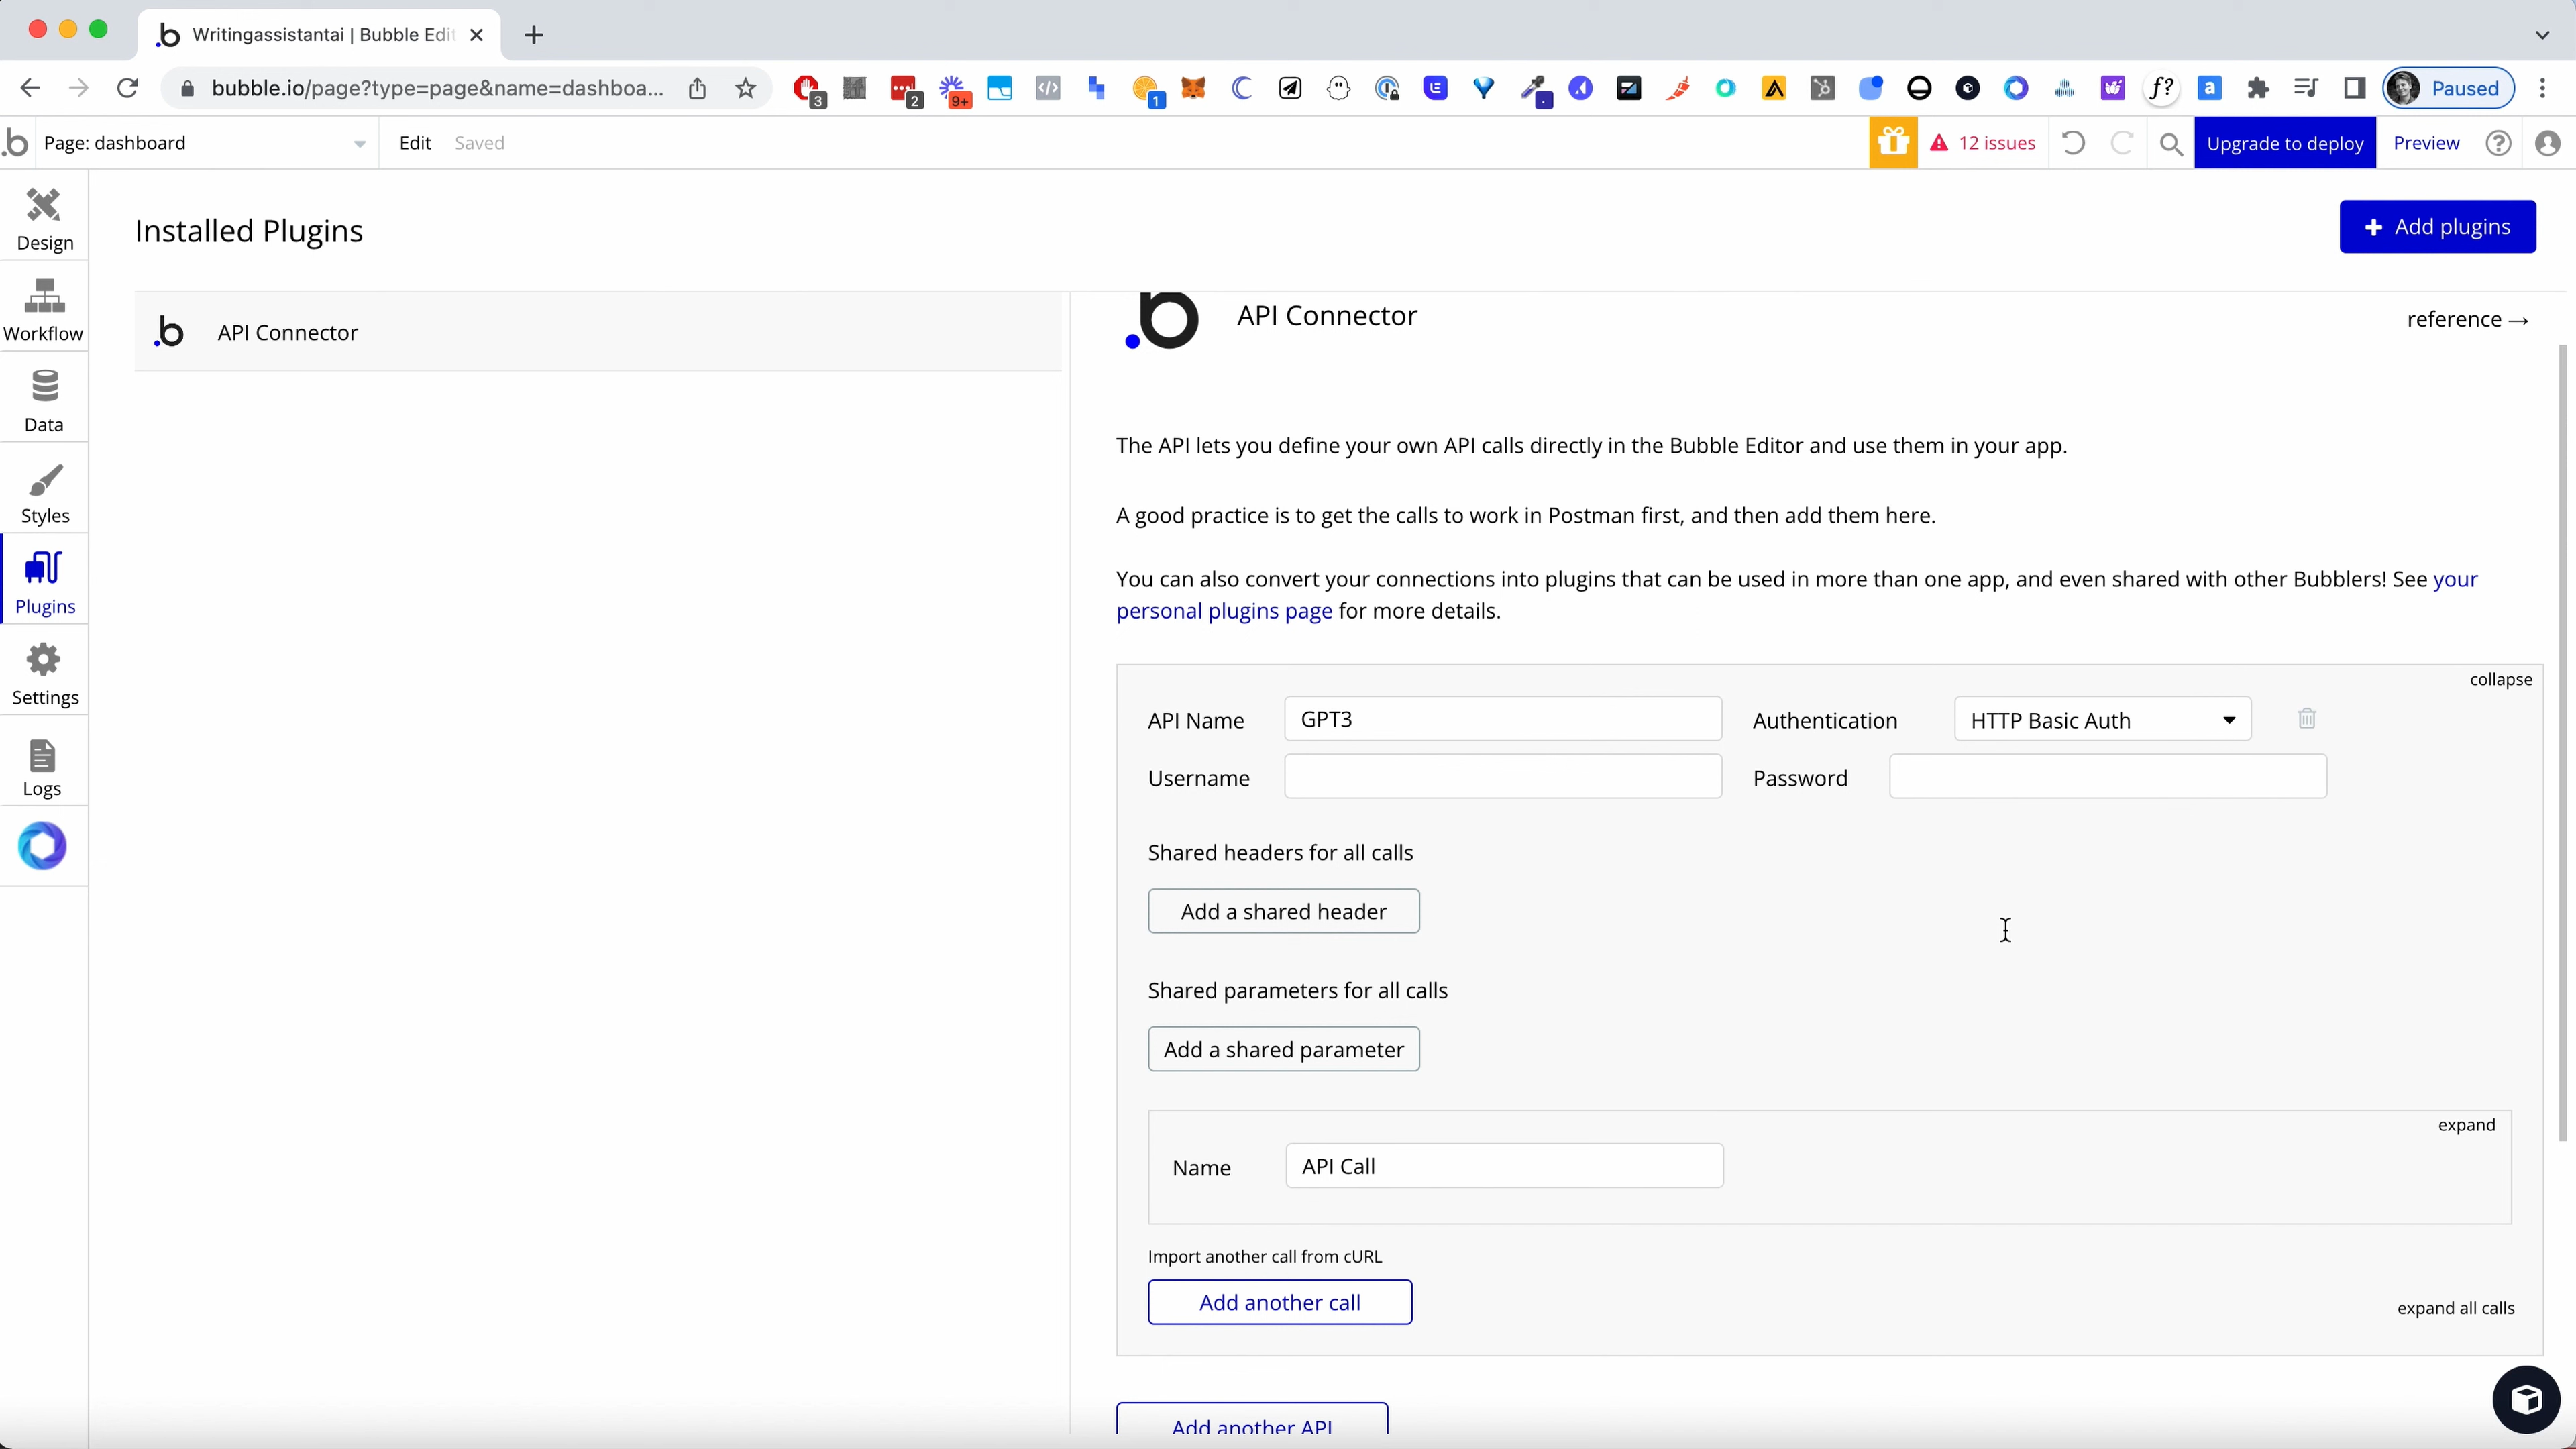 Writingassistantai | Bubble Edit
bubble.io/page?type=page&name=dashboa...
3
2
9+
1
f?
a
Paused
Page: dashboard
Edit
Saved
12 issues
Upgrade to deploy
Preview
Design
Workflow
Data
Styles
Plugins
Settings
Logs
Installed Plugins
+ Add plugins
API Connector
API Connector
reference →
The API lets you define your own API calls directly in the Bubble Editor and use them in your app.
A good practice is to get the calls to work in Postman first, and then add them here.
You can also convert your connections into plugins that can be used in more than one app, and even shared with other Bubblers! See your
personal plugins page for more details.
collapse
API Name
GPT3
Authentication
HTTP Basic Auth
Username
Password
Shared headers for all calls
Add a shared header
Shared parameters for all calls
Add a shared parameter
expand
Name
API Call
Import another call from cURL
Add another call
expand all calls
Add another API